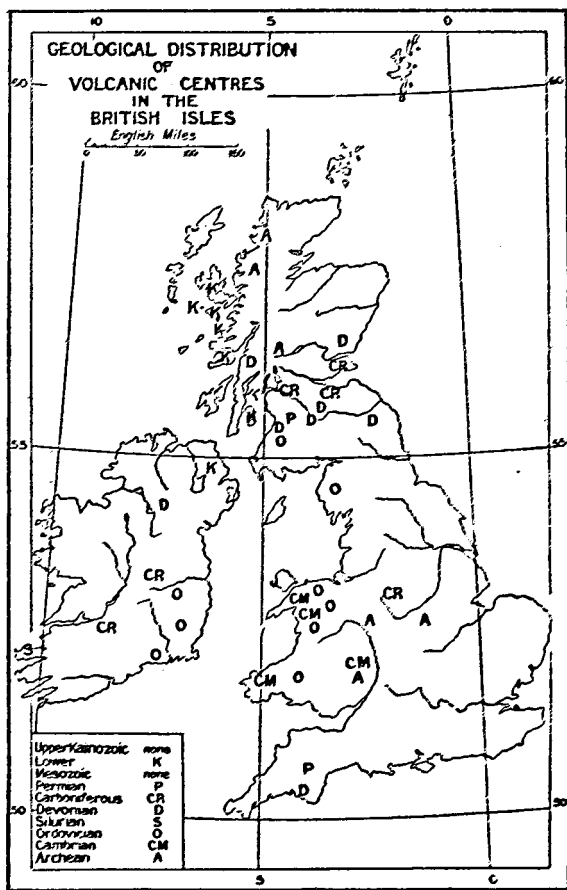 10 5 0
GEOLOGICAL DISTRIBUTION
OF
VOLCANIC CENTRES
IN THE
BRITISH ISLES
English Miles
0 50 100 150
60 60
A
A
K
K K
K
K
D
A
D
CR
CR
CR
K
D
P
D
D
D
O
55 55
K
D
O
CR
O
CR
O
O
CM
O
O
CM
O
CR
A
A
CM
O
CM
A
Upper Kainozoic none
Lower K
Mesozoic none
Permian P
Carboniferous CR
Devonian D
Silurian S
Ordovician O
Cambrian CM
Archean A
P
D
50 50
5 0